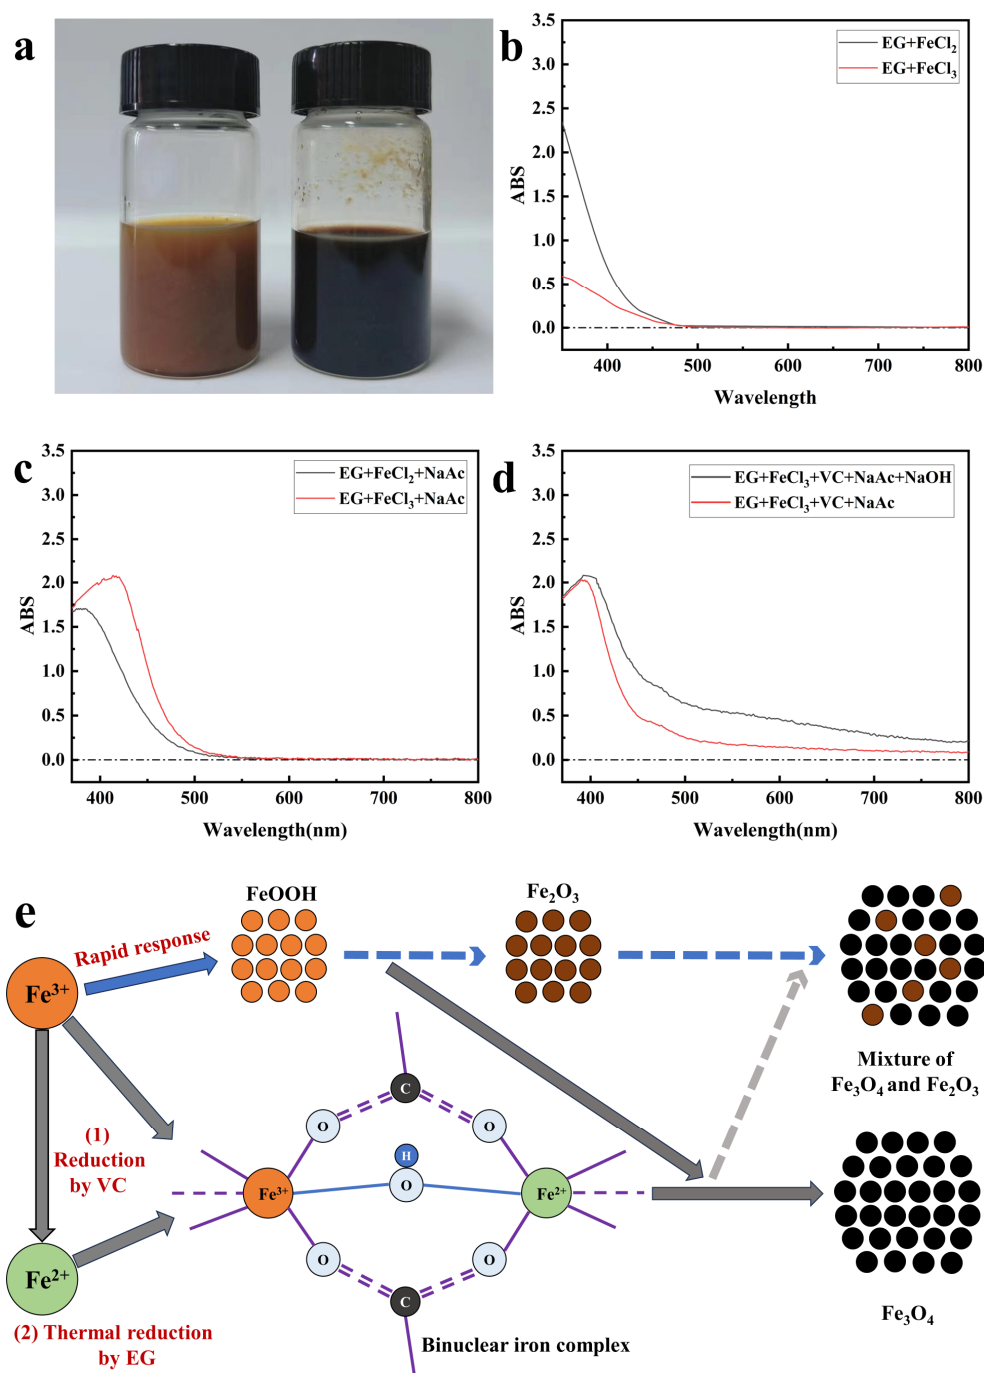 a
b
EG+FeCl2
EG+FeCl3
3.5
3.0
2.5
2.0
1.5
1.0
0.5
0.0
ABS
400
500
600
700
800
Wavelength
c
EG+FeCl2+NaAc
EG+FeCl3+NaAc
3.5
3.0
2.5
2.0
1.5
1.0
0.5
0.0
ABS
400
500
600
700
800
Wavelength(nm)
d
EG+FeCl3+VC+NaAc+NaOH
EG+FeCl3+VC+NaAc
3.5
3.0
2.5
2.0
1.5
1.0
0.5
0.0
ABS
400
500
600
700
800
Wavelength(nm)
e
FeOOH
Fe2O3
Rapid response
Fe3+
Mixture of
Fe3O4 and Fe2O3
C
O
O
H
O
(1)
Reduction
by VC
Fe3+
Fe2+
O
O
C
Fe2+
(2) Thermal reduction
by EG
Binuclear iron complex
Fe3O4